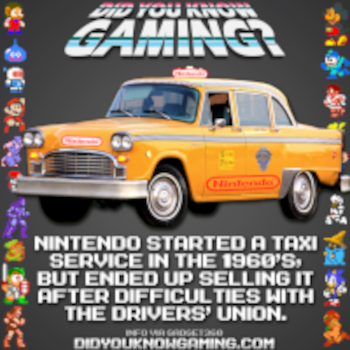 DID YOU KNOW
GAMING?
Nintendo
Nintendo
Nintendo
NINTENDO STARTED A TAXI
SERVICE IN THE 1960'S,
BUT ENDED UP SELLING IT
AFTER DIFFICULTIES WITH
THE DRIVERS' UNION.
INFO VIA GADGET360
DIDYOUKNOWGAMING.COM